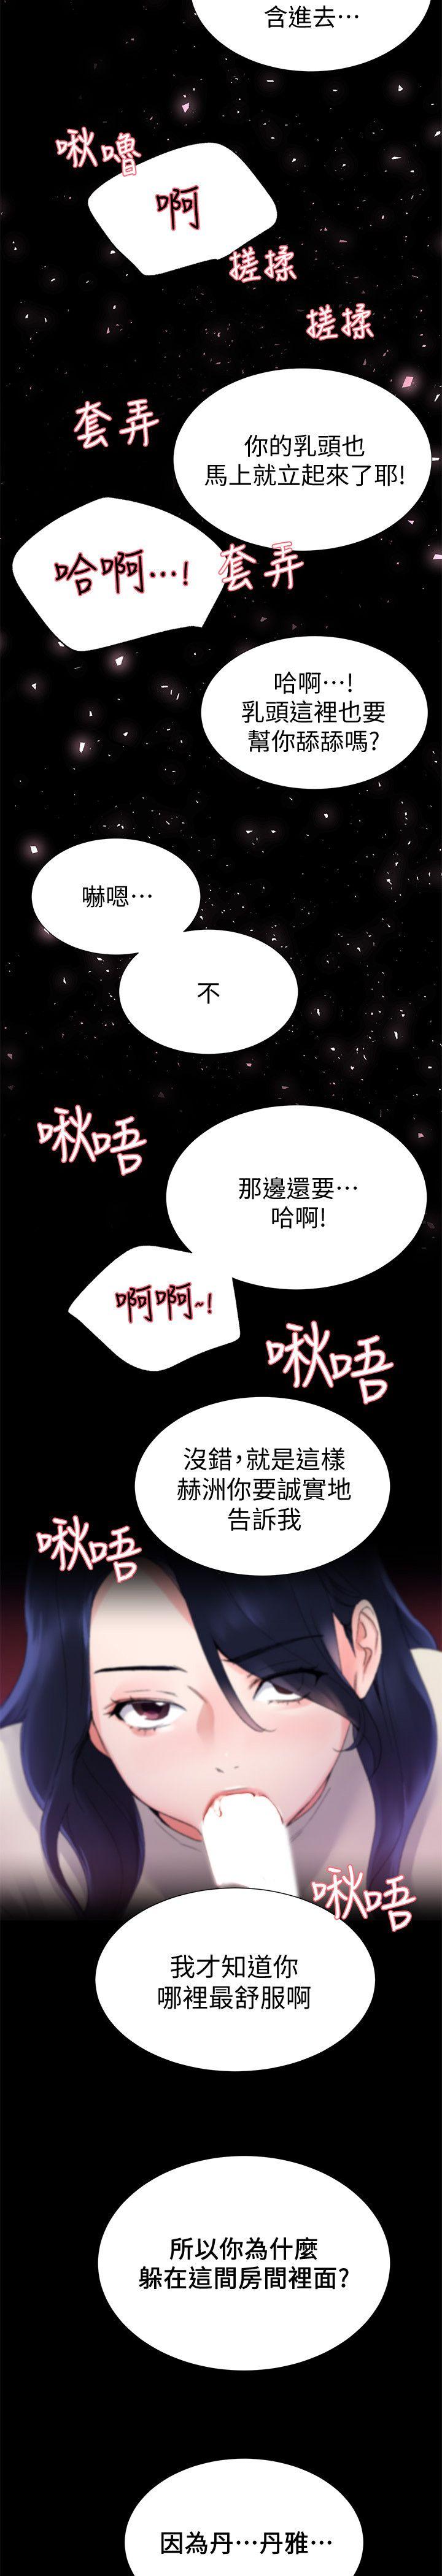 含進去…
啾嚕
啊
搓揉
搓揉
套弄
你的乳頭也
馬上就立起來了耶!
哈啊…!
套弄
哈啊…!
乳頭這裡也要
幫你舔舔嗎?
嚇嗯…
不
啾唔
那邊還要…
哈啊!
啊啊~!
啾唔
沒錯,就是這樣
赫洲你要誠實地
告訴我
啾唔
啾唔
我才知道你
哪裡最舒服啊
所以你為什麼
躲在這間房間裡面?
因為丹…丹雅…